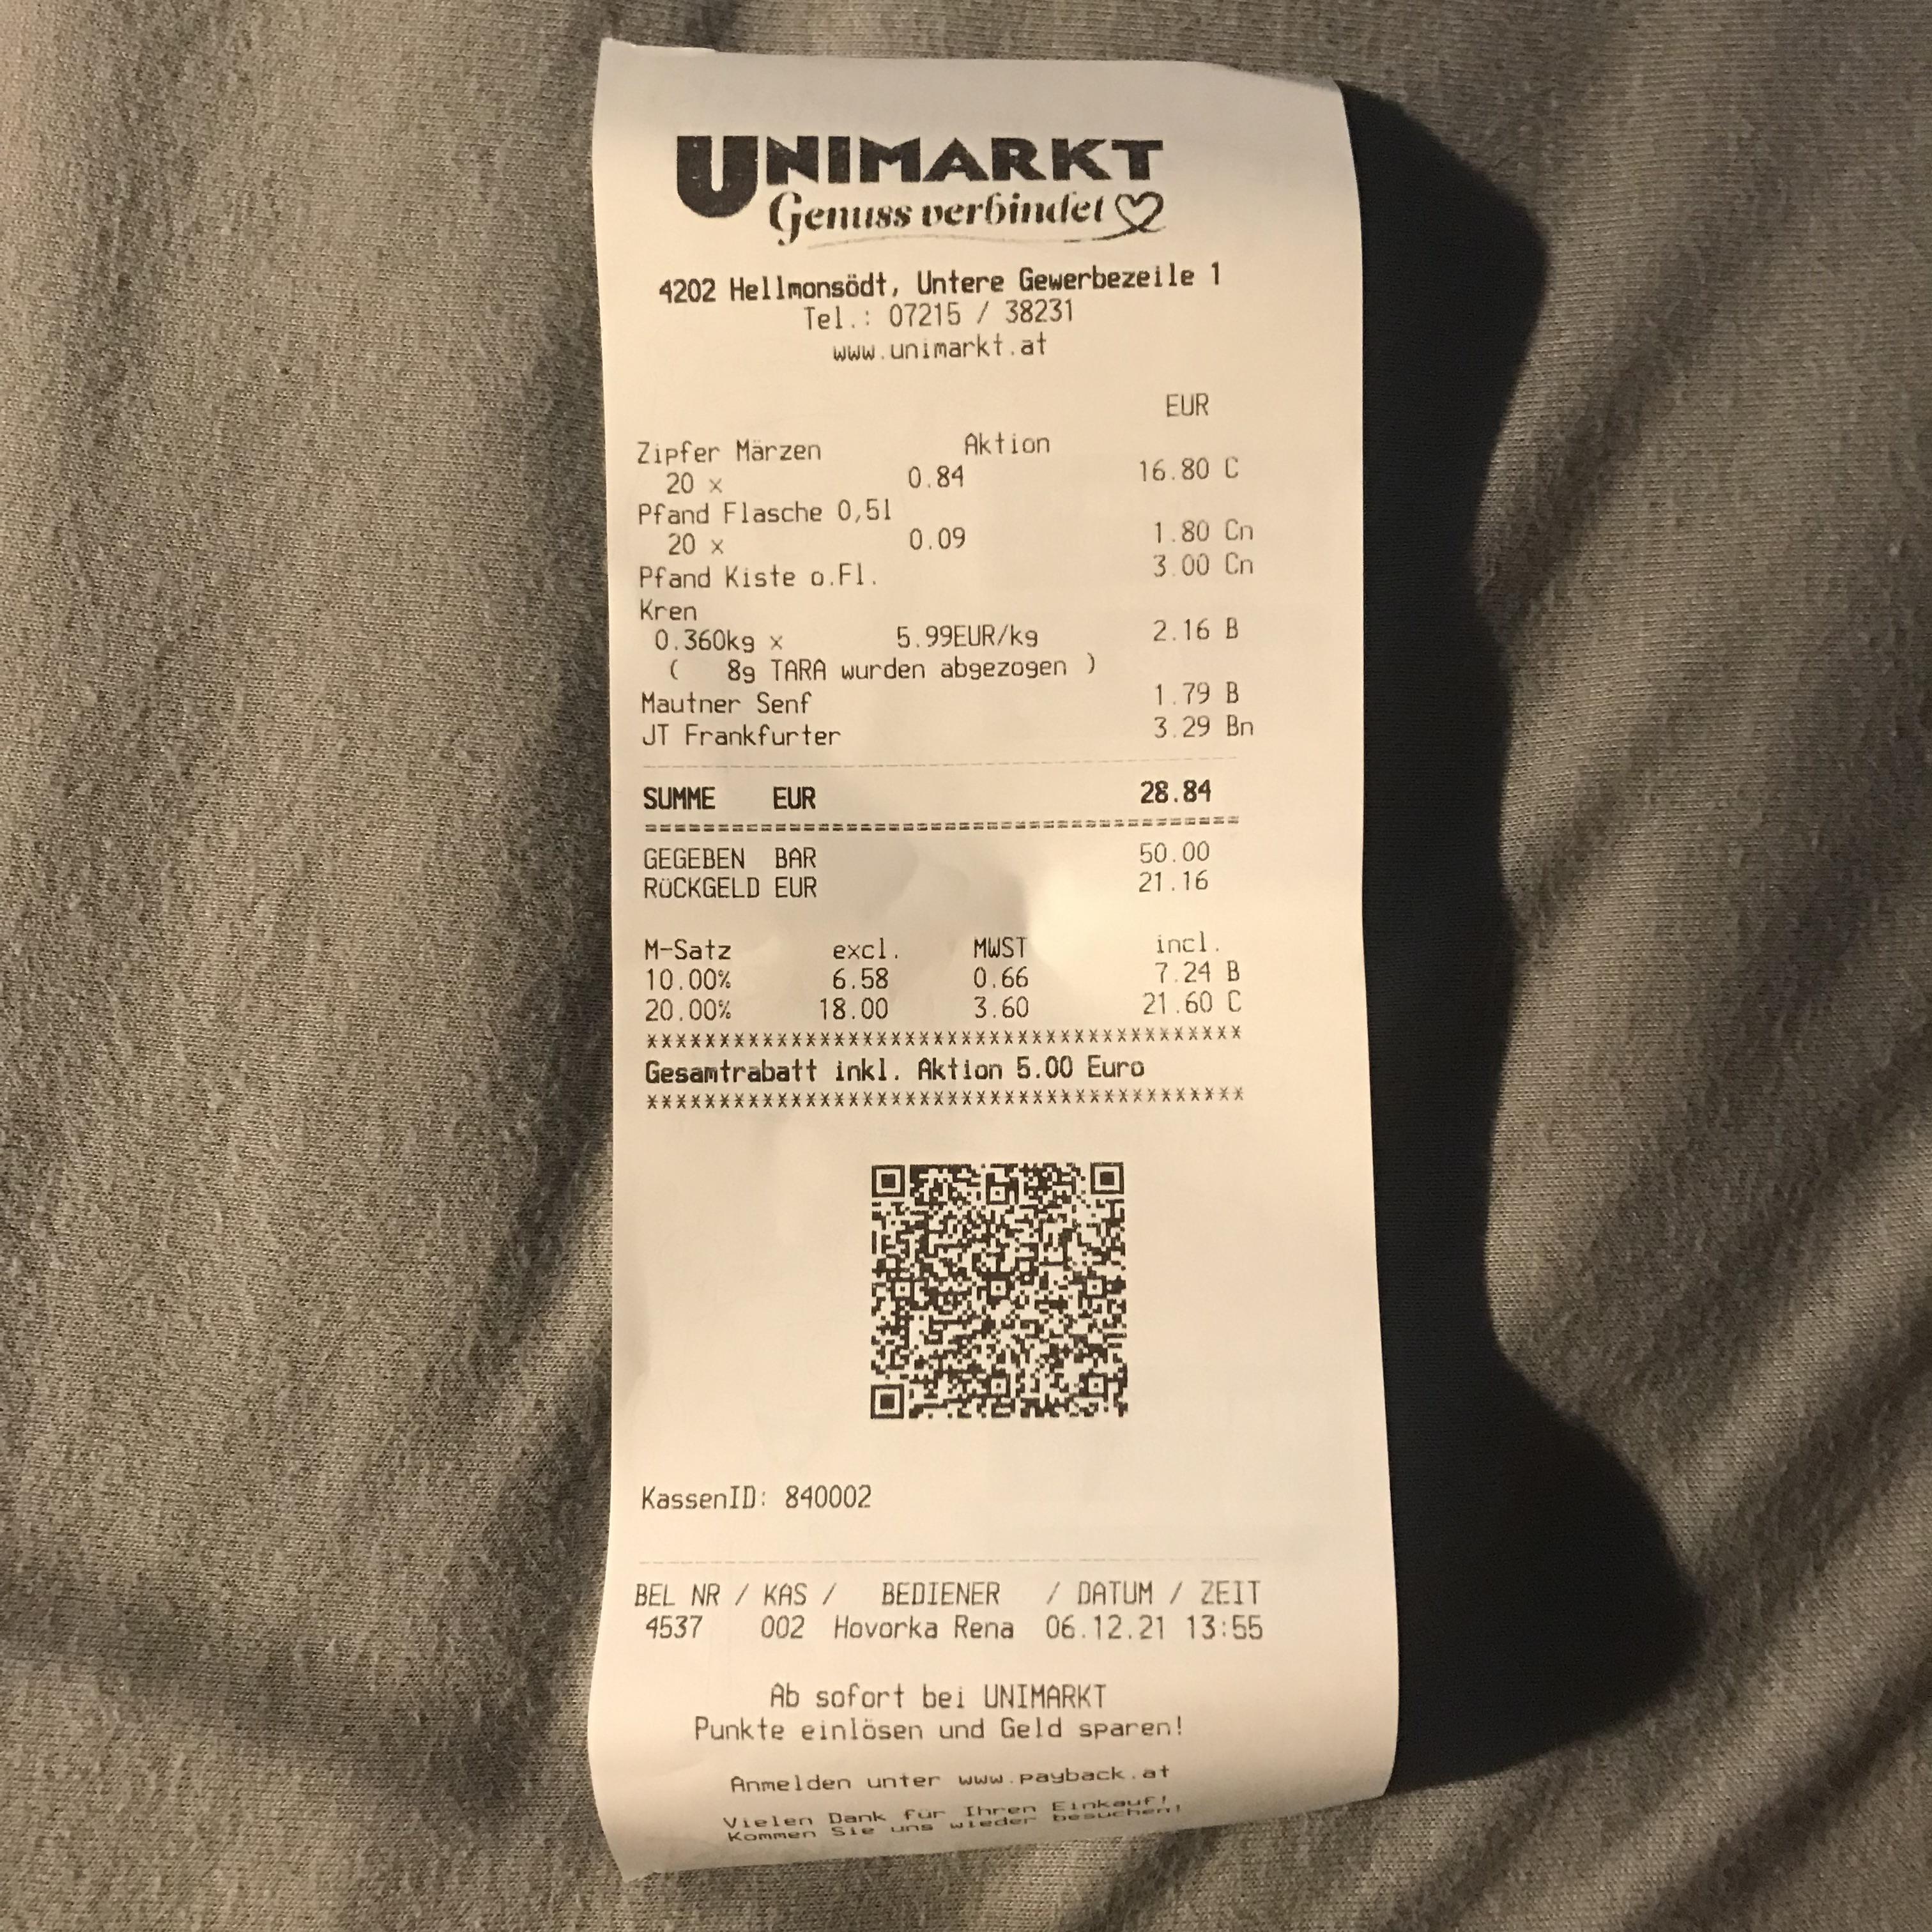 UNIMARKT
Genuss verbindet
4202 Hellmonsödt, Untere Gewerbezeile 1
Tel.: 07215 / 38231
www.unimarkt.at
EUR
Zipfer Märzen Aktion
20 x 0.84 16.80 C
Pfand Flasche 0,5l
20 x 0.09 1.80 Cn
Pfand Kiste o.Fl. 3.00 Cn
Kren
0.360kg x 5.99EUR/kg 2.16 B
( 8g TARA wurden abgezogen )
Mautner Senf 1.79 B
JT Frankfurter 3.29 Bn
SUMME EUR 28.84
========================================
GEGEBEN BAR 50.00
RÜCKGELD EUR 21.16
M-Satz excl. MWST incl.
10.00% 6.58 0.66 7.24 B
20.00% 18.00 3.60 21.60 C
******************************************
Gesamtrabatt inkl. Aktion 5.00 Euro
******************************************
KassenID: 840002
BEL NR / KAS / BEDIENER / DATUM / ZEIT
4537 002 Hovorka Rena 06.12.21 13:55
Ab sofort bei UNIMARKT
Punkte einlösen und Geld sparen!
Anmelden unter www.payback.at
Vielen Dank für Ihren Einkauf!
Kommen Sie uns wieder besuchen!